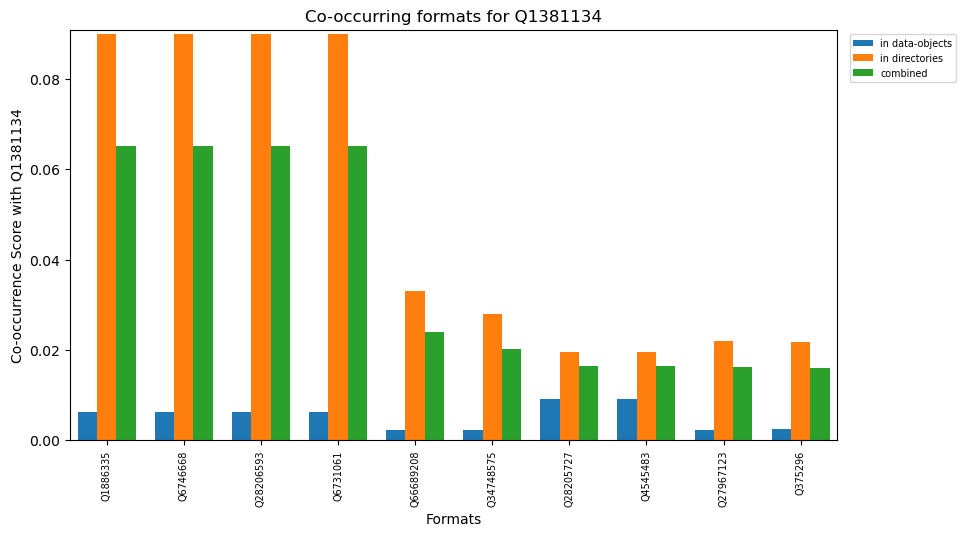 Co-occurring formats for Q1381134
in data-objects
in directories
combined
Co-occurrence Score with Q1381134
0.08
0.06
0.04
0.02
0.00
Q1886335
Q6746668
Q28206593
Q6731061
Q66689208
Q34748575
Q28205727
Q4545483
Q27967123
Q375296
Formats